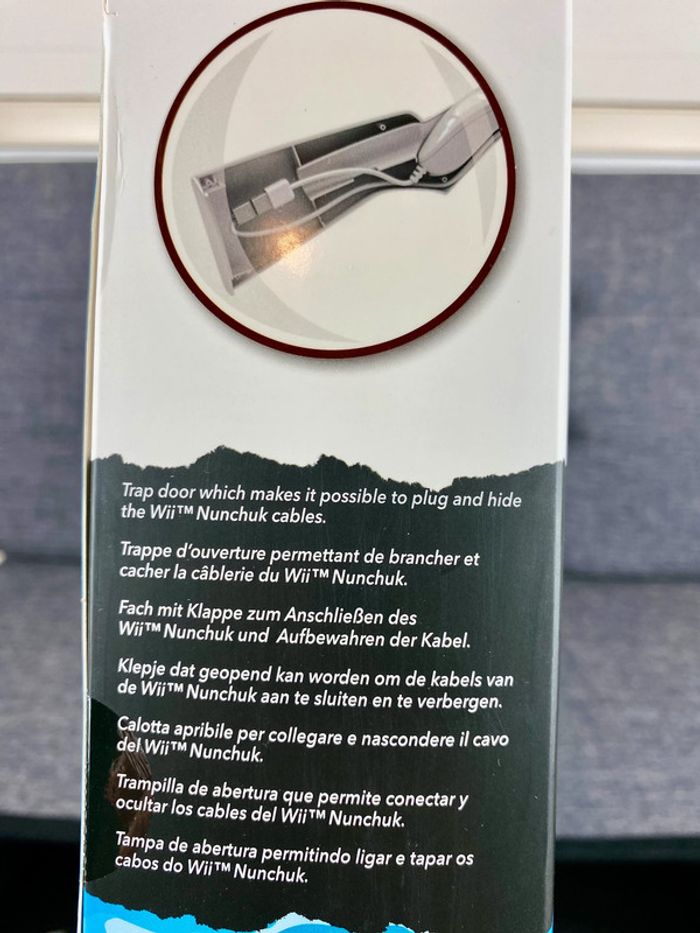 Trap door which makes it possible to plug and hide
the Wii™ Nunchuk cables.
Trappe d'ouverture permettant de brancher et
cacher la câblerie du Wii™ Nunchuk.
Fach mit Klappe zum Anschließen des
Wii™ Nunchuk und Aufbewahren der Kabel.
Klepje dat geopend kan worden om de kabels van
de Wii™ Nunchuk aan te sluiten en te verbergen.
Calotta apribile per collegare e nascondere il cavo
del Wii™ Nunchuk.
Trampilla de abertura que permite conectar y
ocultar los cables del Wii™ Nunchuk.
Tampa de abertura permitindo ligar e tapar os
cabos do Wii™ Nunchuk.